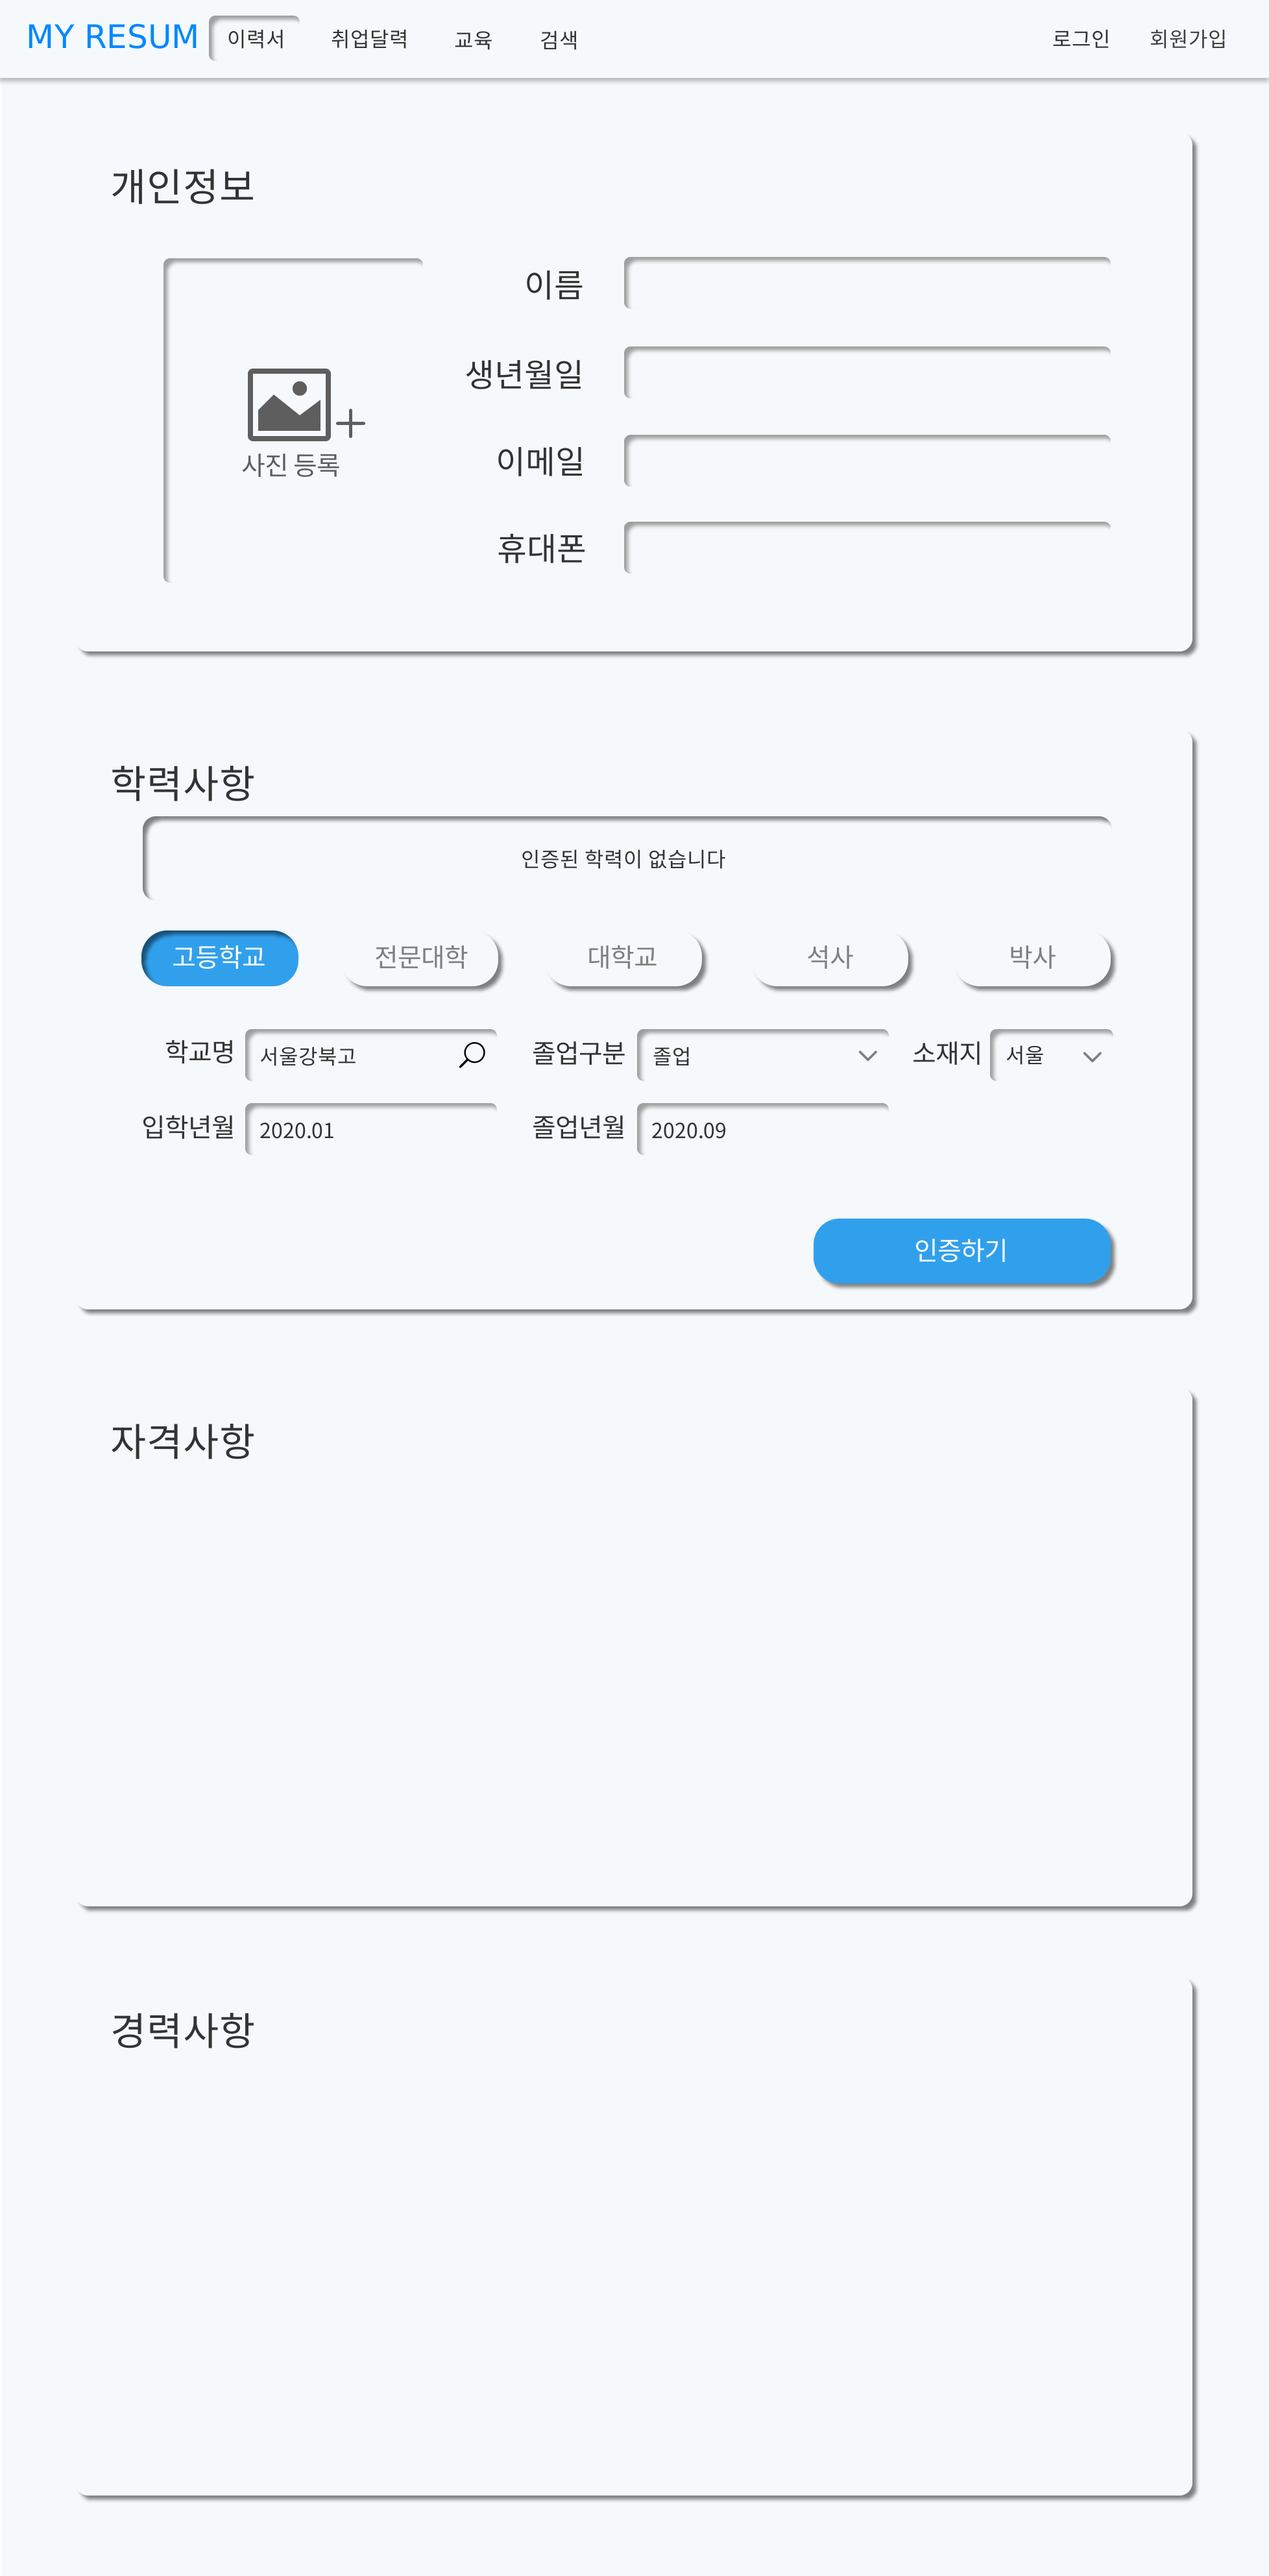 MY RESUM 이력서 취업달력 교육 검색 로그인 회원가입
개인정보
이름
생년월일
이메일
휴대폰
사진 등록
학력사항
인증된 학력이 없습니다
고등학교 전문대학 대학교 석사 박사
학교명 서울강북고 졸업구분 졸업 소재지 서울
입학년월 2020.01 졸업년월 2020.09
인증하기
자격사항
경력사항